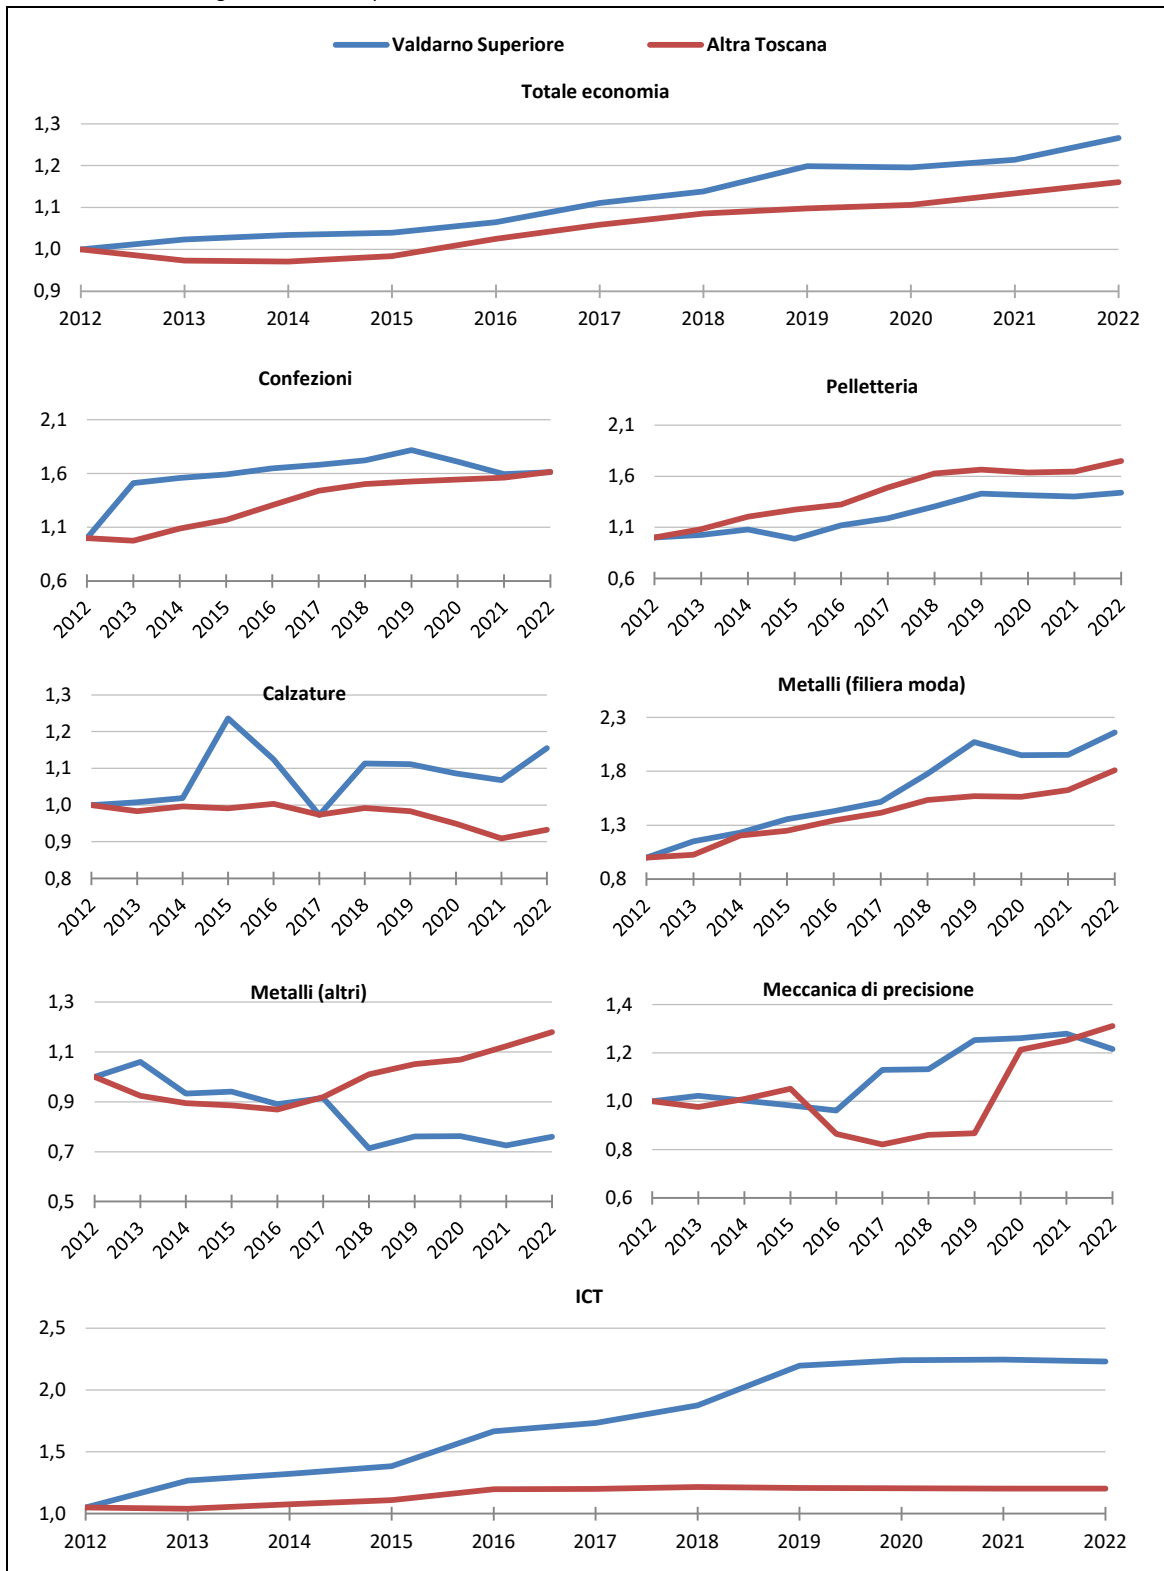 Valdarno Superiore Altra Toscana
Totale economia
1,3
1,2
1,1
1,0
0,9
2012 2013 2014 2015 2016 2017 2018 2019 2020 2021 2022
Confezioni
2,1
1,6
1,1
0,6
2012 2013 2014 2015 2016 2017 2018 2019 2020 2021 2022
Pelletteria
2,1
1,6
1,1
0,6
2012 2013 2014 2015 2016 2017 2018 2019 2020 2021 2022
Calzature
1,3
1,2
1,1
1,0
0,9
0,8
2012 2013 2014 2015 2016 2017 2018 2019 2020 2021 2022
Metalli (filiera moda)
2,3
1,8
1,3
0,8
2012 2013 2014 2015 2016 2017 2018 2019 2020 2021 2022
Metalli (altri)
1,3
1,1
0,9
0,7
0,5
2012 2013 2014 2015 2016 2017 2018 2019 2020 2021 2022
Meccanica di precisione
1,4
1,2
1,0
0,8
0,6
2012 2013 2014 2015 2016 2017 2018 2019 2020 2021 2022
ICT
2,5
2,0
1,5
1,0
2012 2013 2014 2015 2016 2017 2018 2019 2020 2021 2022